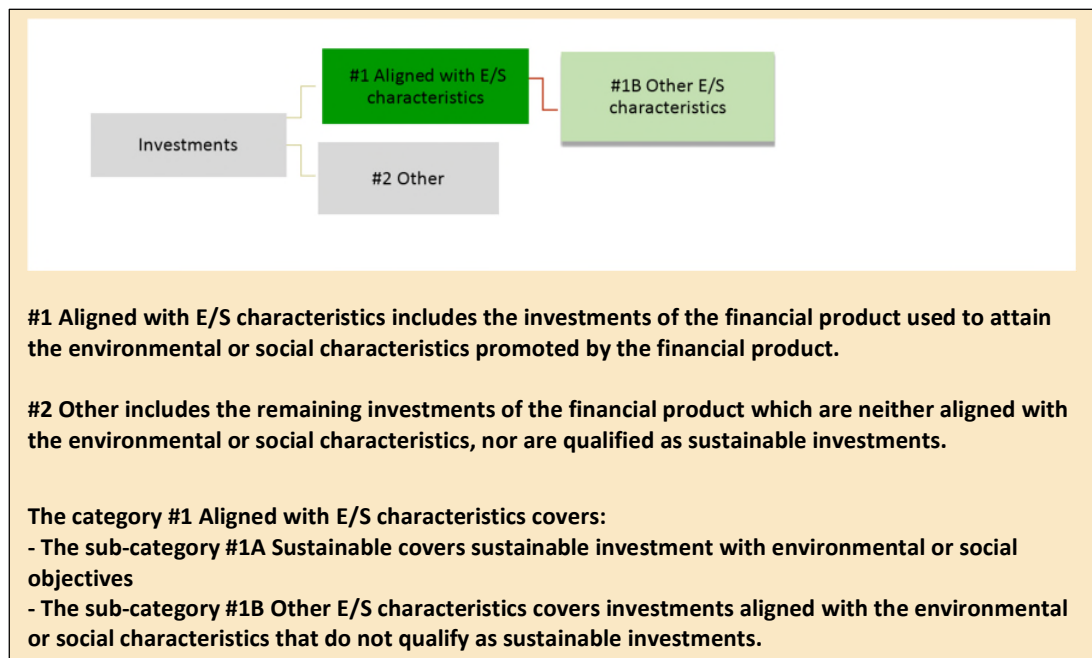 #1 Aligned with E/S
characteristics
#1B Other E/S
characteristics
Investments
#2 Other
#1 Aligned with E/S characteristics includes the investments of the financial product used to attain
the environmental or social characteristics promoted by the financial product.
#2 Other includes the remaining investments of the financial product which are neither aligned with
the environmental or social characteristics, nor are qualified as sustainable investments.
The category #1 Aligned with E/S characteristics covers:
- The sub-category #1A Sustainable covers sustainable investment with environmental or social
objectives
- The sub-category #1B Other E/S characteristics covers investments aligned with the environmental
or social characteristics that do not qualify as sustainable investments.